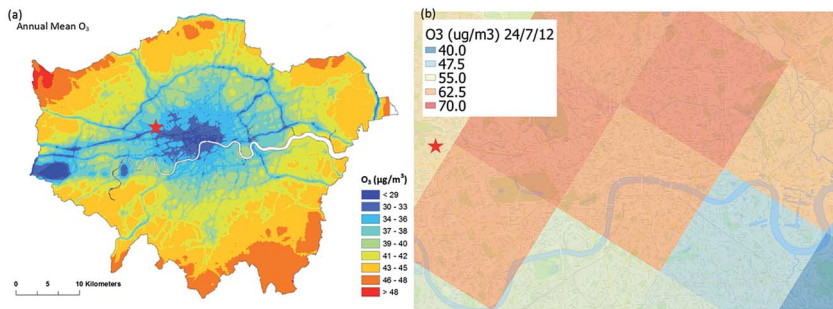 (a)
Annual Mean O₃
O₃ (µg/m³)
< 29
30 - 33
34 - 36
37 - 38
39 - 40
41 - 42
43 - 45
46 - 48
> 48
0 5 10 Kilometers
(b)
O3 (ug/m3) 24/7/12
40.0
47.5
55.0
62.5
70.0